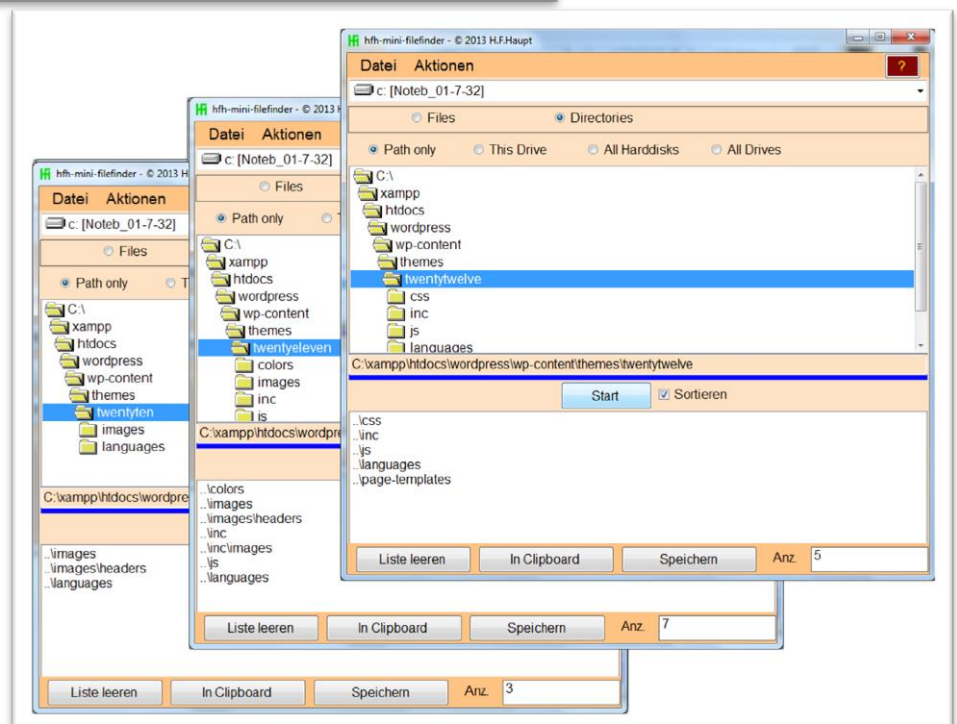 hfh-mini-filefinder - © 2013 H.F.Haupt
Datei Aktionen ?
c: [Noteb_01-7-32]
Files Directories
Path only This Drive All Harddisks All Drives
C:\
xampp
htdocs
wordpress
wp-content
themes
twentytwelve
css
inc
js
languages
C:\xampp\htdocs\wordpress\wp-content\themes\twentytwelve
Start Sortieren
..\css
..\inc
..\js
..\languages
..\page-templates
Liste leeren In Clipboard Speichern Anz. 5
hfh-mini-filefinder - © 2013
Datei Aktionen
c: [Noteb_01-7-32]
Files
Path only
C:\
xampp
htdocs
wordpress
wp-content
themes
twentyeleven
colors
images
inc
js
C:\xampp\htdocs\wordpre
..\colors
..\images
..\images\headers
..\inc
..\inc\images
..\js
..\languages
Liste leeren In Clipboard Speichern Anz. 7
hfh-mini-filefinder - © 2013 H
Datei Aktionen
c: [Noteb_01-7-32]
Files
Path only T
C:\
xampp
htdocs
wordpress
wp-content
themes
twentyten
images
languages
C:\xampp\htdocs\wordpre
..\images
..\images\headers
..\languages
Liste leeren In Clipboard Speichern Anz. 3